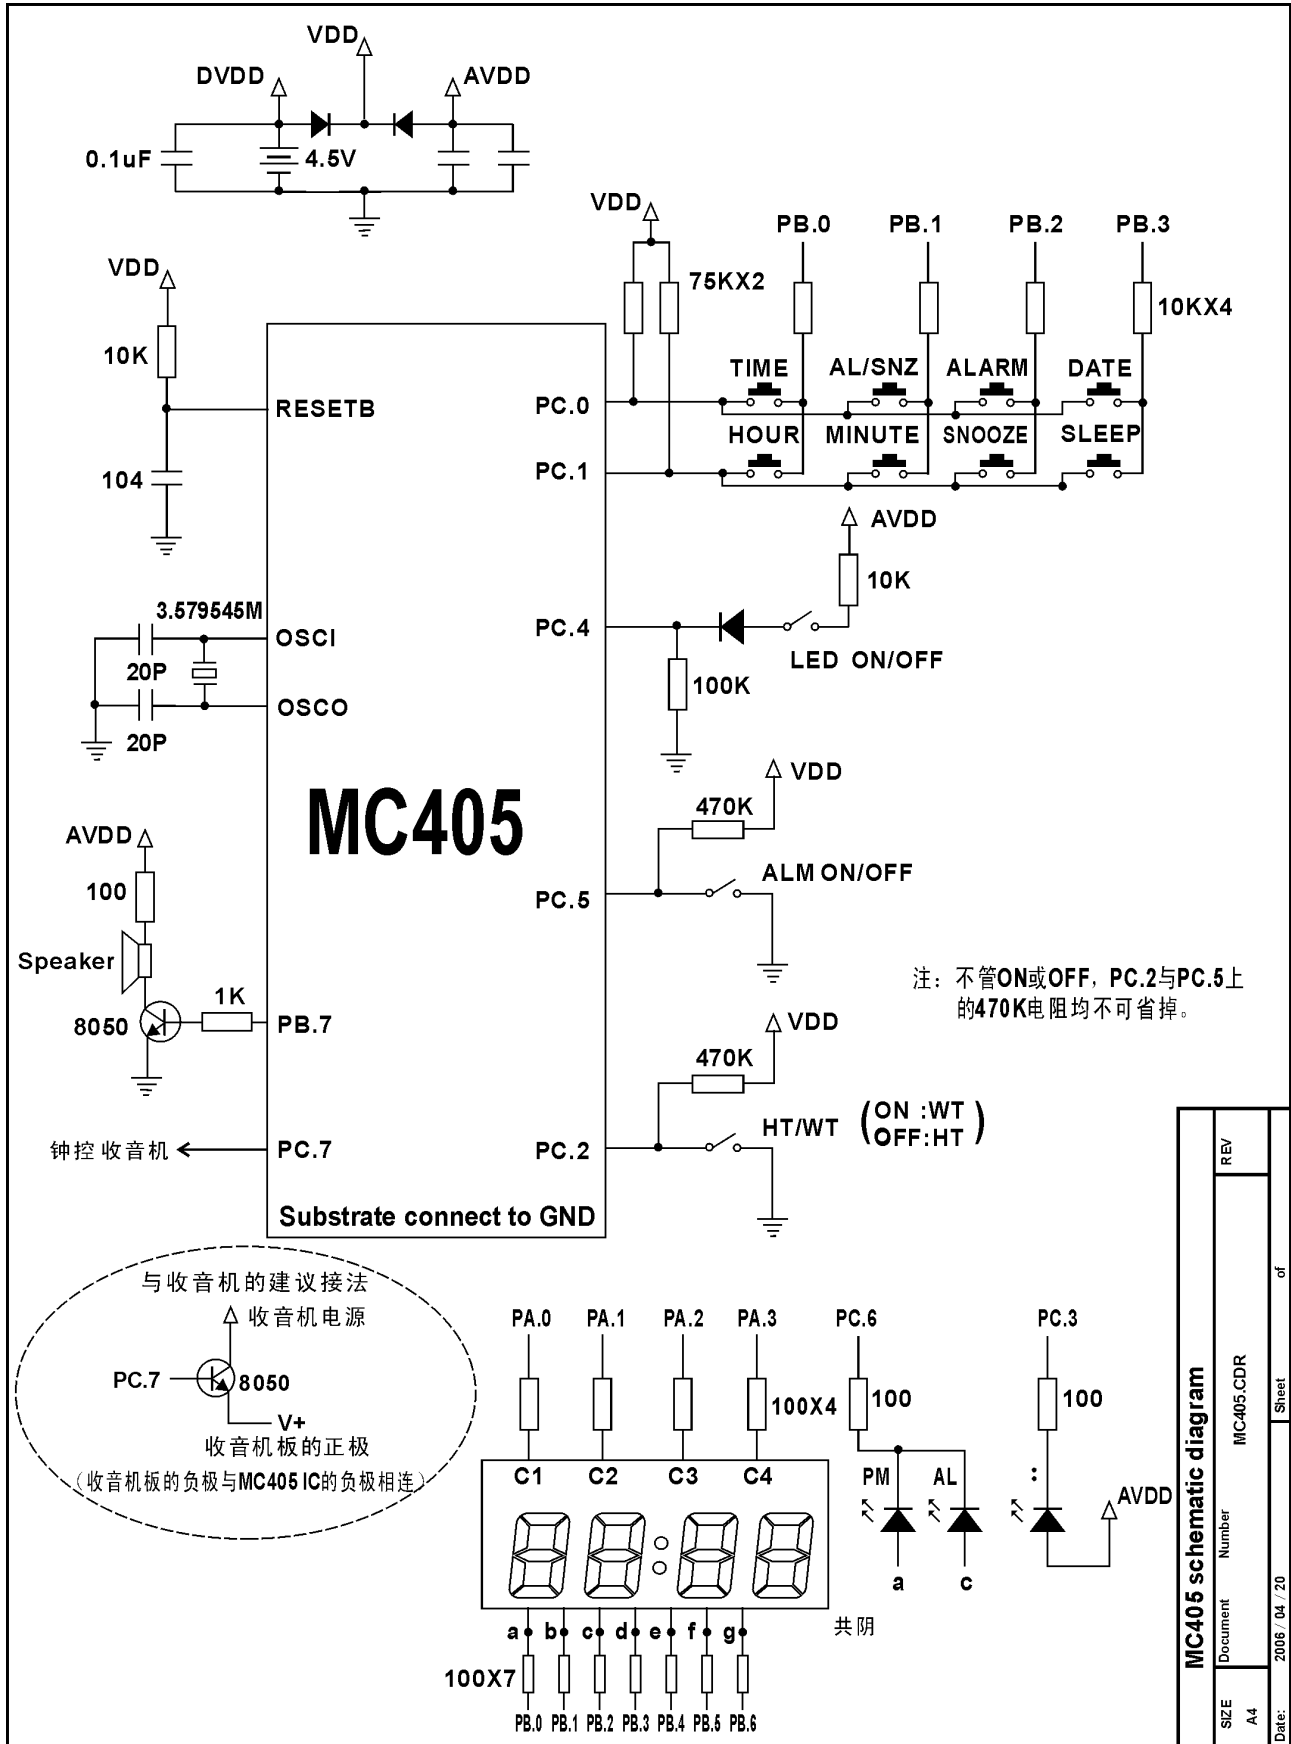 VDD
DVDD
AVDD
0.1uF
4.5V
VDD
PB.0
PB.1
PB.2
PB.3
VDD
75KX2
10KX4
10K
TIME
AL/SNZ
ALARM
DATE
RESETB
PC.0
HOUR
MINUTE
SNOOZE
SLEEP
104
PC.1
AVDD
10K
3.579545M
OSCI
PC.4
20P
LED ON/OFF
100K
OSCO
20P
VDD
MC405
470K
AVDD
ALM ON/OFF
100
PC.5
Speaker
注：不管ON或OFF，PC.2与PC.5上
的470K电阻均不可省掉。
1K
8050
PB.7
VDD
470K
HT/WT
(ON :WT
OFF:HT)
钟控 收音机
PC.7
PC.2
Substrate connect to GND
与收音机的建议接法
收音机电源
PC.7
8050
V+
收音机板的正极
（收音机板的负极与MC405 IC的负极相连）
PA.0
PA.1
PA.2
PA.3
PC.6
PC.3
100X4
100
100
C1
C2
C3
C4
PM
AL
:
AVDD
a
c
共阴
a
b
c
d
e
f
g
100X7
PB.0
PB.1
PB.2
PB.3
PB.4
PB.5
PB.6
MC405 schematic diagram
SIZE
Document Number
REV
A4
MC405.CDR
Date:
2006 / 04 / 20
Sheet
of